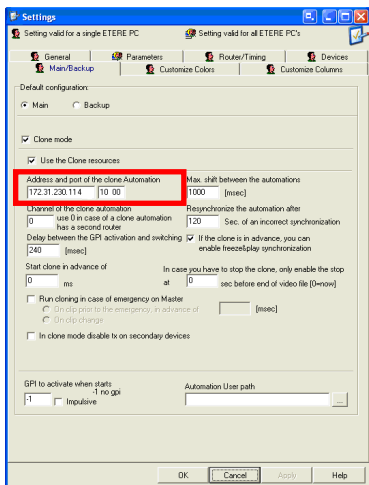 Settings
Setting valid for a single ETERE PC
Setting valid for all ETERE PC's
General
Parameters
Router/Timing
Devices
Main/Backup
Customize Colors
Customize Columns
Default configuration:
Main
Backup
Clone mode
Use the Clone resources
Address and port of the clone Automation
172.31.230.114
10 00
Max. shift between the automations
1000
[msec]
Channel of the clone automation
0
use 0 in case of a clone automation
has a second router
Resynchronize the automation after
120
Sec. of an incorrect synchronization
Delay between the GPI activation and switching
240
[msec]
If the clone is in advance, you can
enable freeze&play synchronization
Start clone in advance of
0
ms
In case you have to stop the clone, only enable the stop
at
0
sec before end of video file [0=now]
Run cloning in case of emergency on Master
On clip prior to the emergency, in advance of
[msec]
On clip change
In clone mode disable tx on secondary devices
GPI to activate when starts
-1
-1 no gpi
Impulsive
Automation User path
...
OK
Cancel
Apply
Help